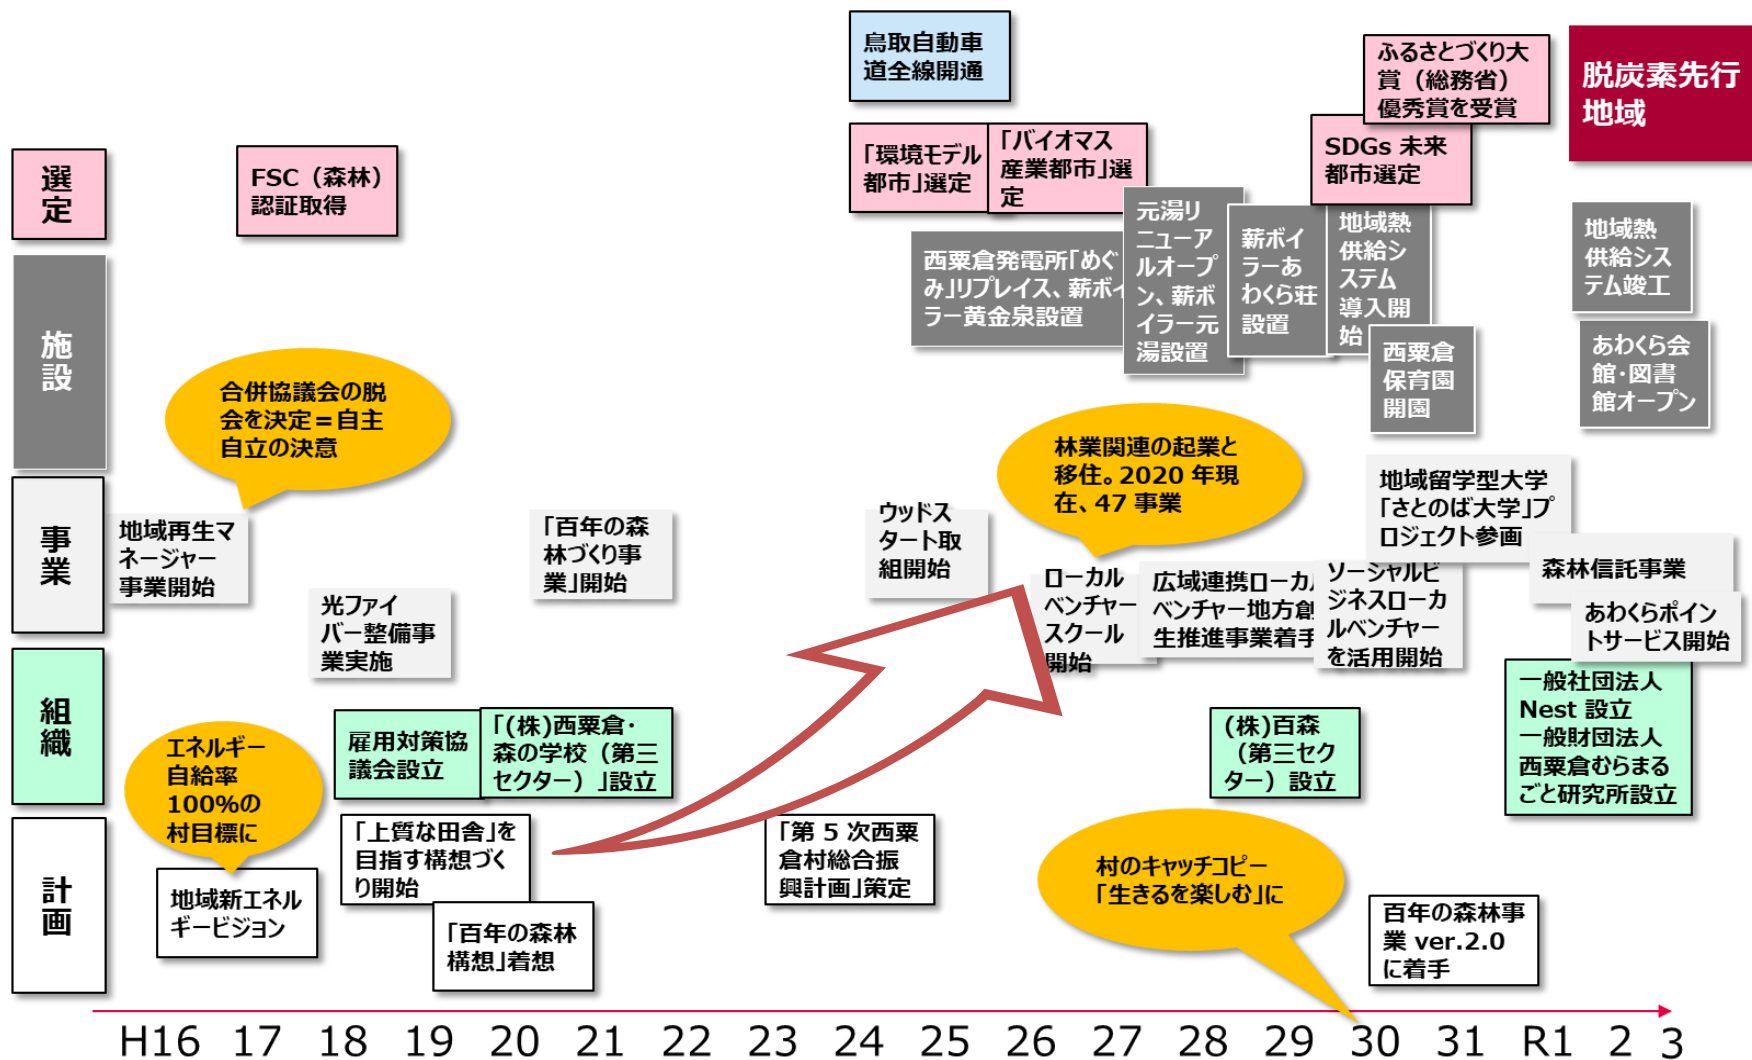 鳥取自動車
道全線開通
ふるさとづくり大
賞（総務省）
優秀賞を受賞
脱炭素先行
地域
選
定
FSC（森林）
認証取得
「環境モデル
都市」選定
「バイオマス
産業都市」選
定
SDGs 未来
都市選定
施
設
西粟倉発電所「めぐ
み」リプレイス、薪ボイ
ラー黄金泉設置
元湯リ
ニューア
ルオープ
ン、薪ボ
イラー元
湯設置
薪ボイ
ラーあ
わくら荘
設置
地域熱
供給シ
ステム
導入開
始
西粟倉
保育園
開園
地域熱
供給シス
テム竣工
あわくら会
館・図書
館オープン
合併協議会の脱
会を決定＝自主
自立の決意
林業関連の起業と
移住。2020 年現
在、47 事業
事
業
地域再生マ
ネージャー
事業開始
光ファイ
バー整備事
業実施
「百年の森
林づくり事
業」開始
ウッドス
タート取
組開始
ローカル
ベンチャー
スクール
開始
広域連携ローカル
ベンチャー地方創
生推進事業着手
ソーシャルビ
ジネスローカ
ルベンチャー
を活用開始
地域留学型大学
「さとのば大学」プ
ロジェクト参画
森林信託事業
あわくらポイン
トサービス開始
組
織
雇用対策協
議会設立
「(株)西粟倉・
森の学校（第三
セクター）」設立
(株)百森
（第三セク
ター）設立
一般社団法人
Nest 設立
一般財団法人
西粟倉むらまる
ごと研究所設立
エネルギー
自給率
100%の
村目標に
計
画
地域新エネル
ギービジョン
「上質な田舎」を
目指す構想づく
り開始
「百年の森林
構想」着想
「第 5 次西粟
倉村総合振
興計画」策定
村のキャッチコピー
「生きるを楽しむ」に
百年の森林事
業 ver.2.0
に着手
H16 17 18 19 20 21 22 23 24 25 26 27 28 29 30 31 R1 2 3